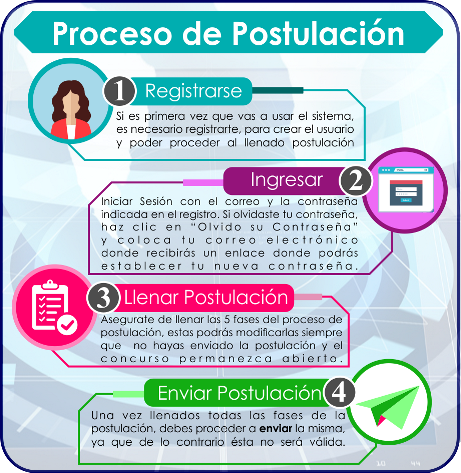 Proceso de Postulación
1 Registrarse
Si es primera vez que vas a usar el sistema,
es necesario registrarte, para crear el usuario
y poder proceder al llenado postulación
Ingresar 2
Iniciar Sesión con el correo y la contraseña
indicada en el registro. Si olvidaste tu contraseña,
haz clic en "Olvido su Contraseña"
y coloca tu correo electrónico
donde recibirás un enlace donde podrás
establecer tu nueva contraseña.
3 Llenar Postulación
Asegurate de llenar las 5 fases del proceso de
postulación, estas podrás modificarlas siempre
que no hayas enviado la postulación y el
concurso permanezca abierto.
Enviar Postulación 4
Una vez llenados todas las fases de la
postulación, debes proceder a enviar la misma,
ya que de lo contrario ésta no será válida.